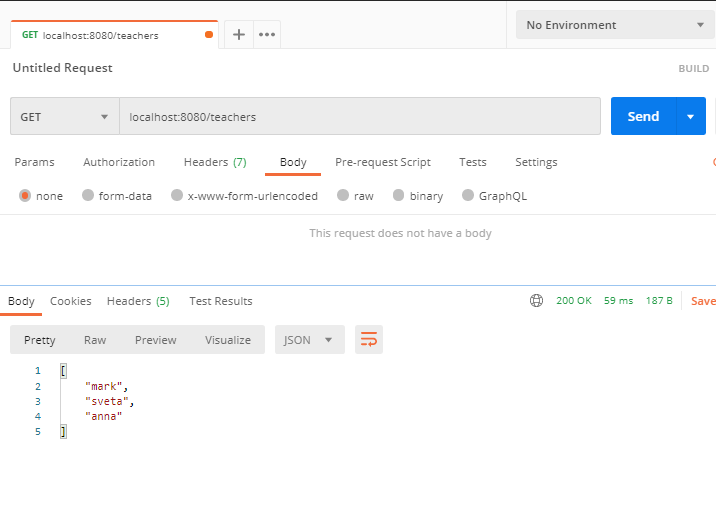 GET localhost:8080/teachers + ••• No Environment
Untitled Request BUILD
GET localhost:8080/teachers Send
Params Authorization Headers (7) Body Pre-request Script Tests Settings
none form-data x-www-form-urlencoded raw binary GraphQL
This request does not have a body
Body Cookies Headers (5) Test Results 200 OK 59 ms 187 B Save
Pretty Raw Preview Visualize JSON
1 [
2 "mark",
3 "sveta",
4 "anna"
5 ]